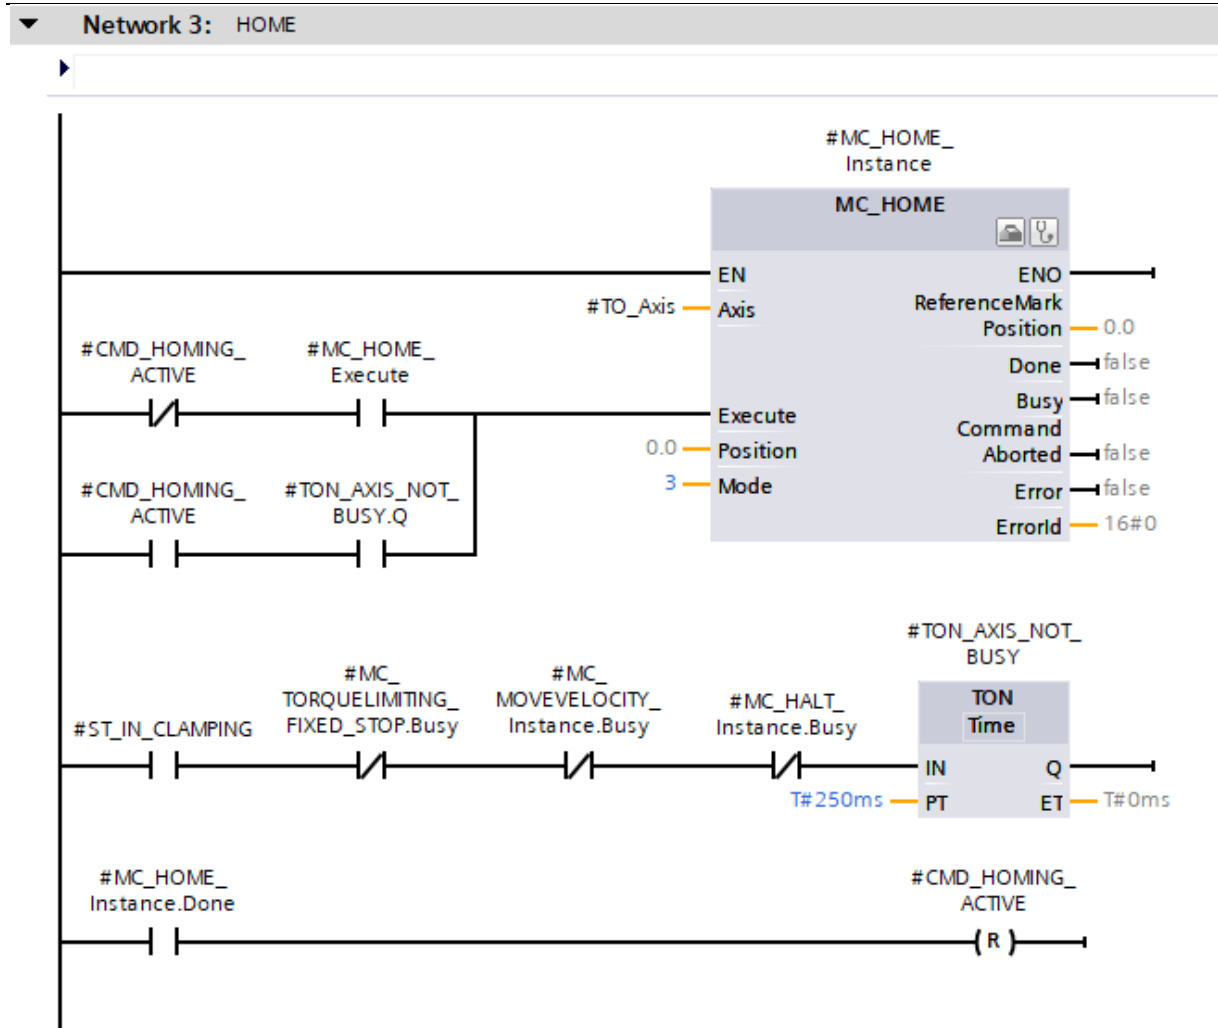 Network 3: HOME
#MC_HOME_
Instance
MC_HOME
EN
ENO
#TO_Axis
Axis
ReferenceMark
Position
0.0
#CMD_HOMING_
ACTIVE
#MC_HOME_
Execute
Done
false
Busy
false
Execute
Command
Aborted
false
0.0
Position
3
Mode
Error
false
ErrorId
16#0
#CMD_HOMING_
ACTIVE
#TON_AXIS_NOT_
BUSY.Q
#ST_IN_CLAMPING
#MC_
TORQUELIMITING_
FIXED_STOP.Busy
#MC_
MOVEVELOCITY_
Instance.Busy
#MC_HALT_
Instance.Busy
#TON_AXIS_NOT_
BUSY
TON
Time
IN
Q
T#250ms
PT
ET
T#0ms
#MC_HOME_
Instance.Done
#CMD_HOMING_
ACTIVE
R